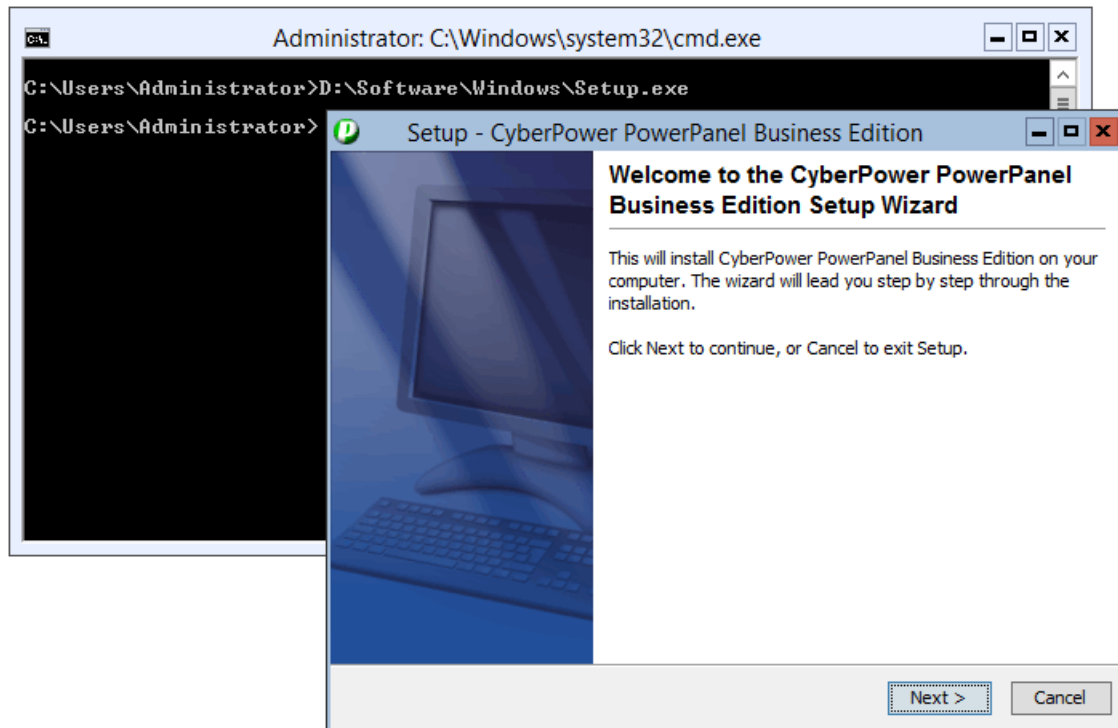 Administrator: C:\Windows\system32\cmd.exe
C:\Users\Administrator>D:\Software\Windows\Setup.exe
C:\Users\Administrator>
Setup - CyberPower PowerPanel Business Edition
Welcome to the CyberPower PowerPanel
Business Edition Setup Wizard
This will install CyberPower PowerPanel Business Edition on your
computer. The wizard will lead you step by step through the
installation.
Click Next to continue, or Cancel to exit Setup.
Next >
Cancel